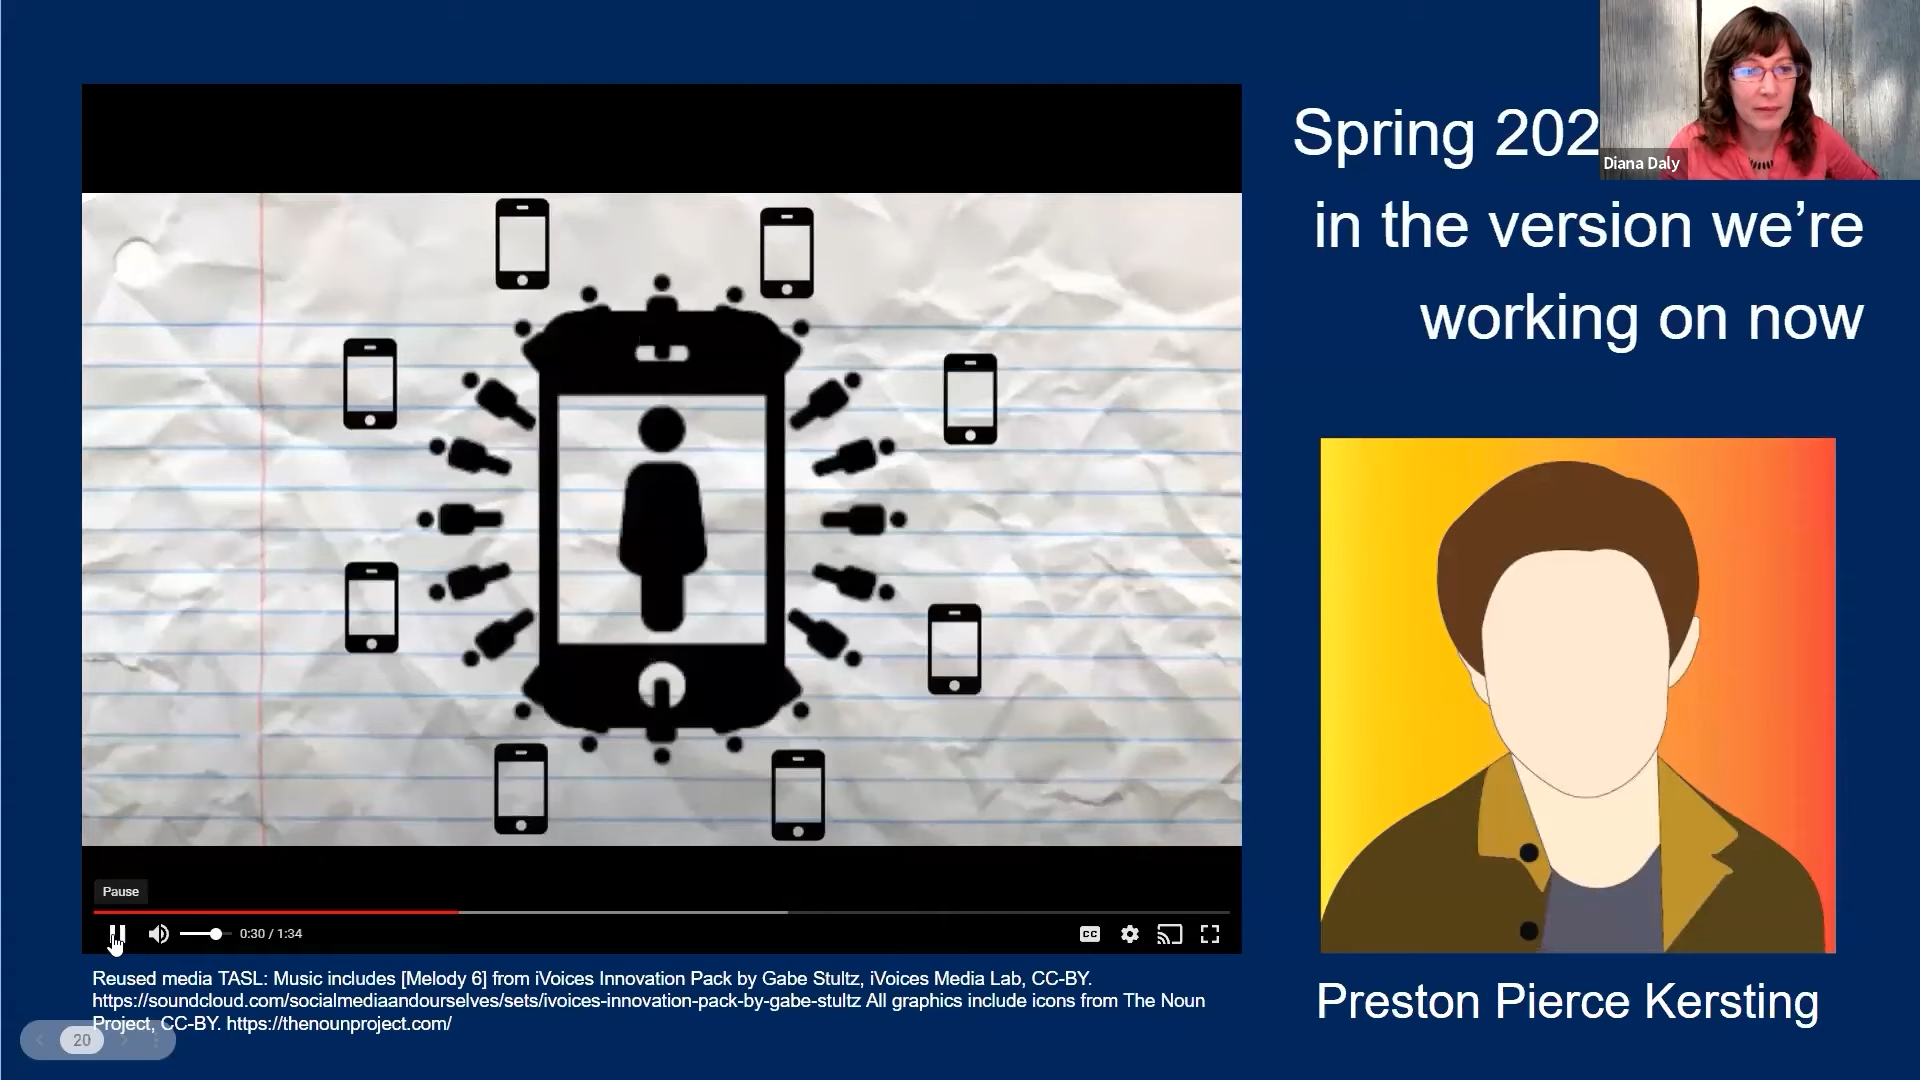 Spring 202
in the version we're
working on now
Diana Daly
Pause
0:30 / 1:34
CC
Reused media TASL: Music includes [Melody 6] from iVoices Innovation Pack by Gabe Stultz, iVoices Media Lab, CC-BY.
https://soundcloud.com/socialmediaandourselves/sets/ivoices-innovation-pack-by-gabe-stultz All graphics include icons from The Noun
Project, CC-BY. https://thenounproject.com/
20
Preston Pierce Kersting